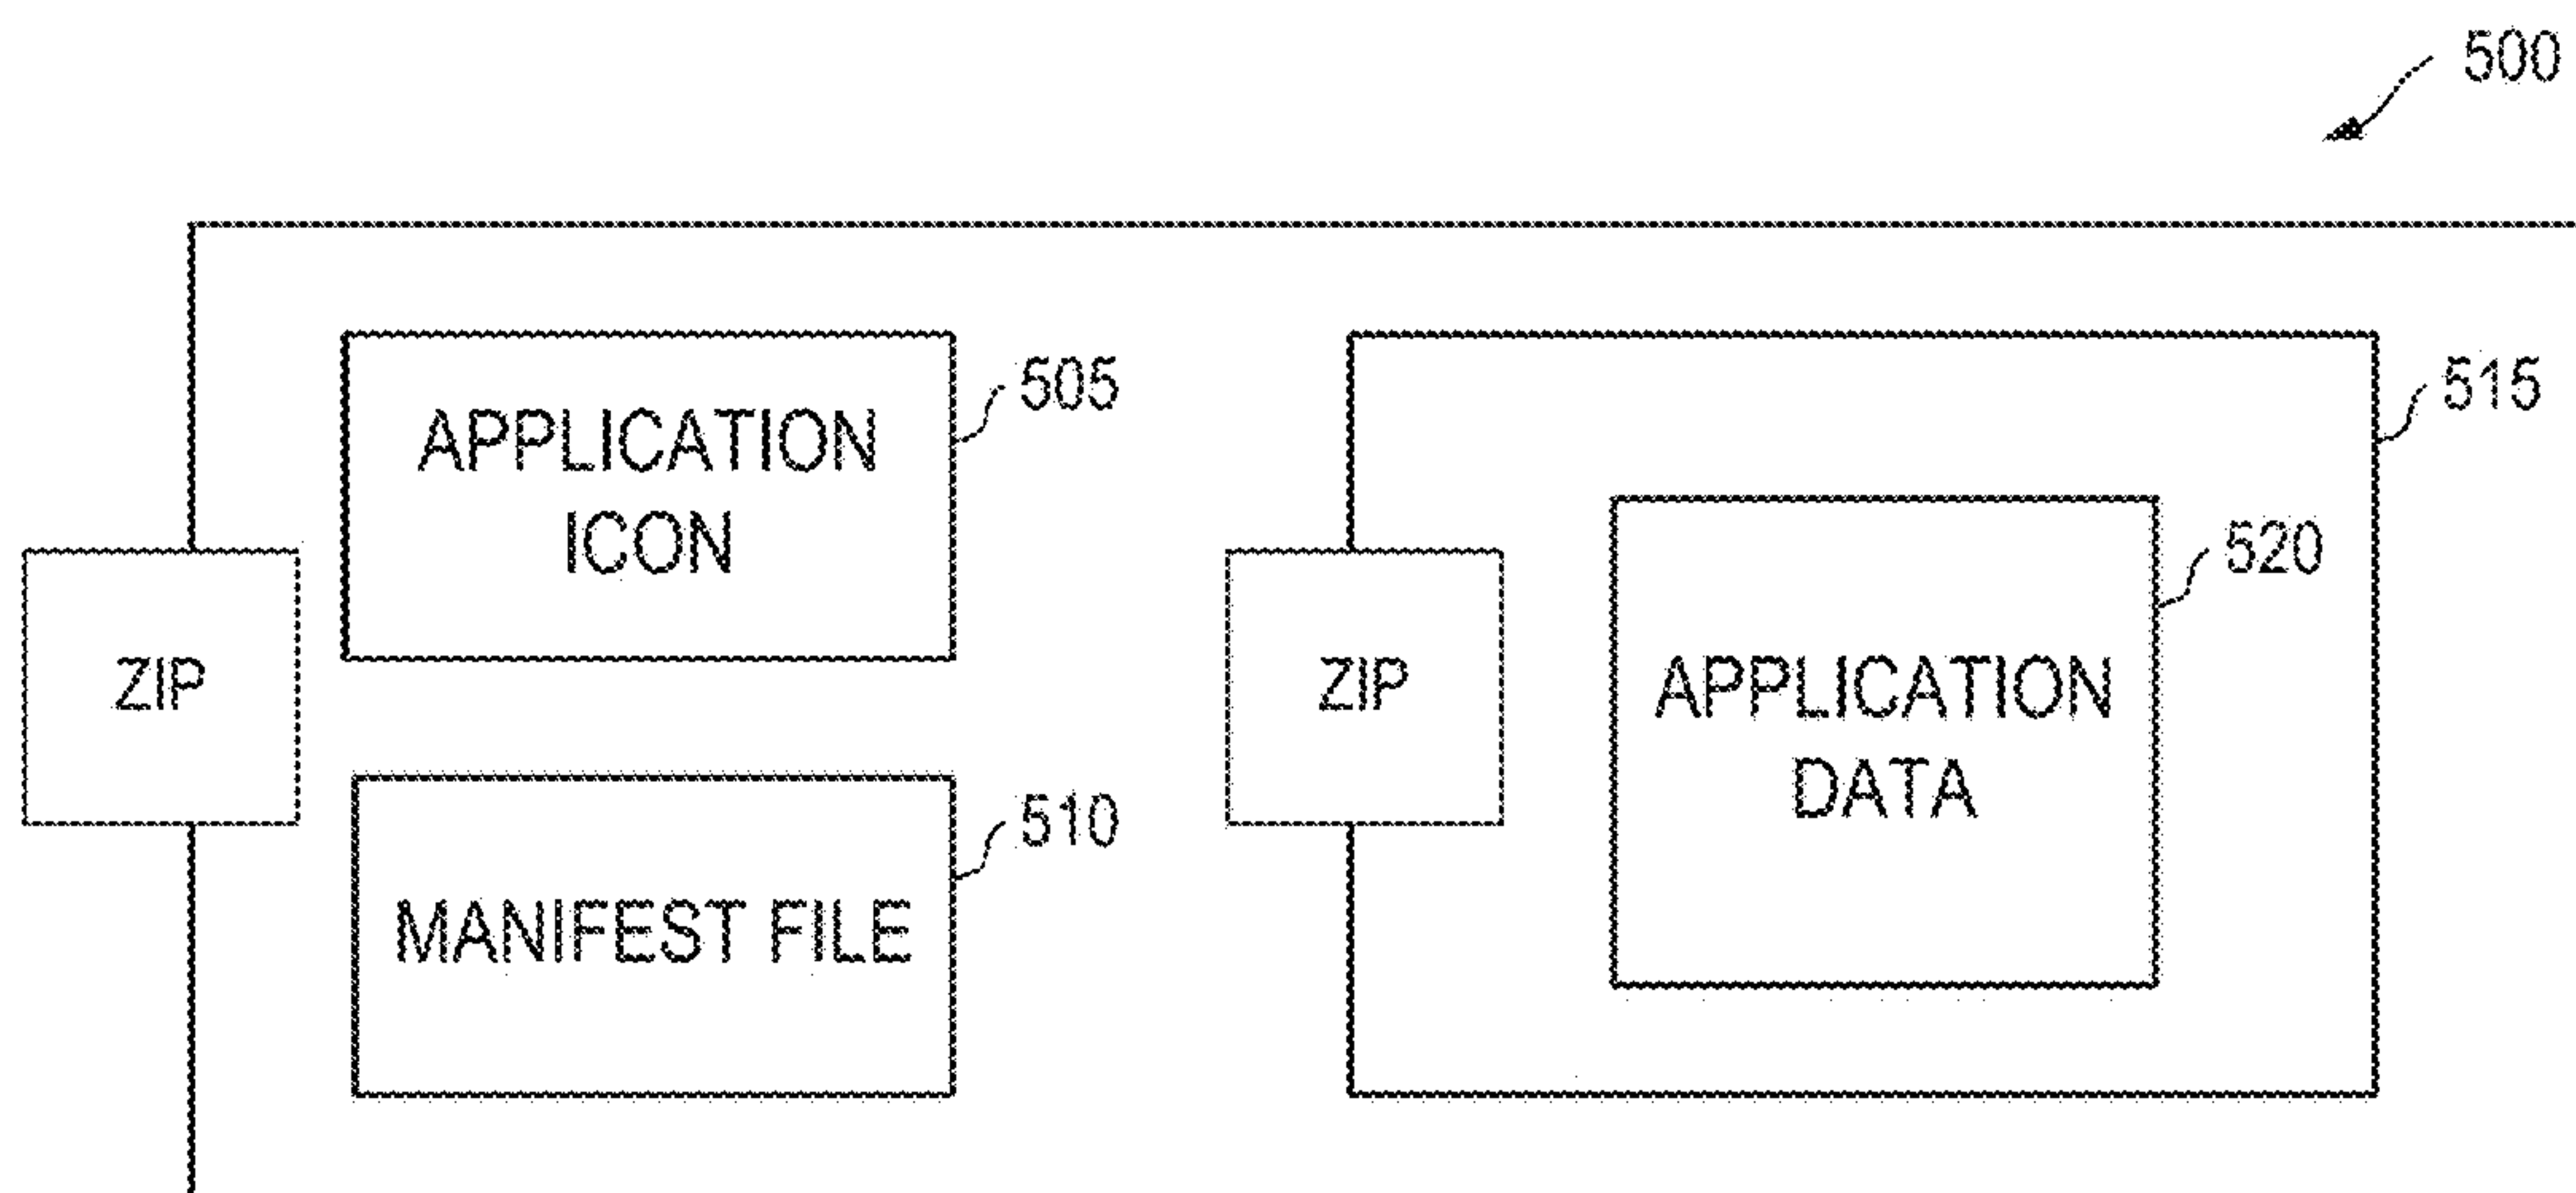 500
APPLICATION
ICON
505
515
ZIP
ZIP
520
APPLICATION
DATA
MANIFEST FILE
510